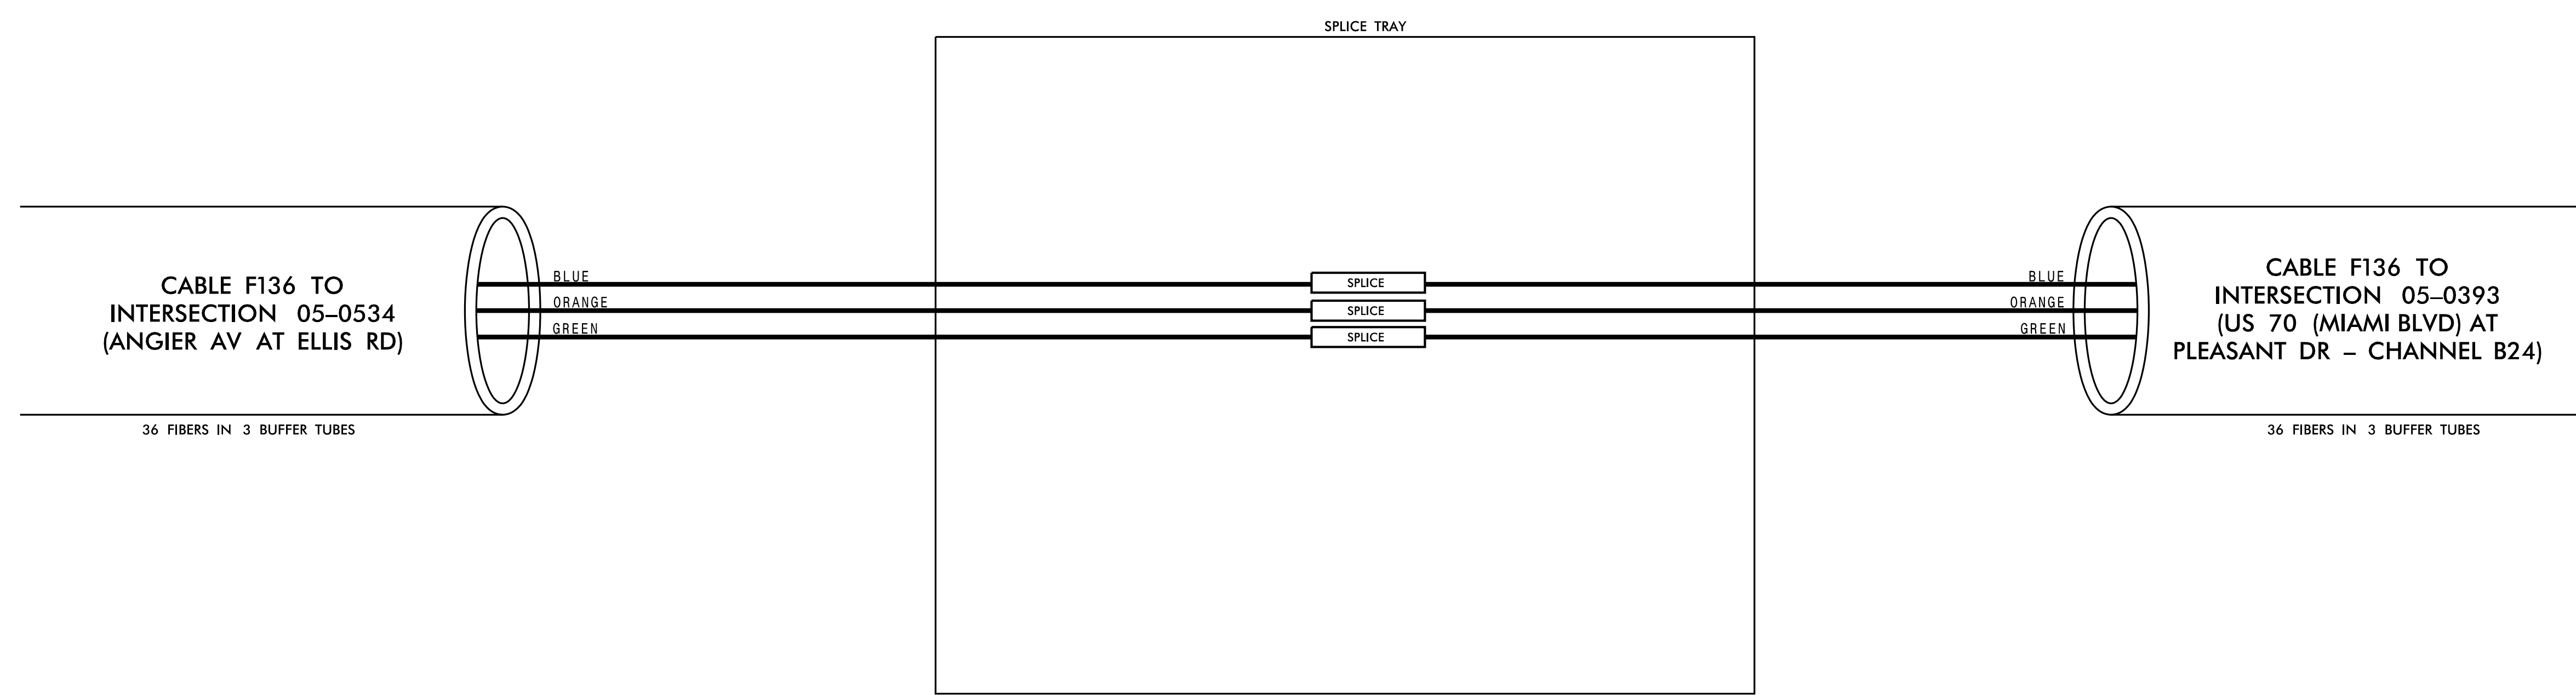 SPLICE TRAY
CABLE F136 TO
INTERSECTION 05–0534
(ANGIER AV AT ELLIS RD)
36 FIBERS IN 3 BUFFER TUBES
BLUE
ORANGE
GREEN
SPLICE
SPLICE
SPLICE
BLUE
ORANGE
GREEN
CABLE F136 TO
INTERSECTION 05–0393
(US 70 (MIAMI BLVD) AT
PLEASANT DR – CHANNEL B24)
36 FIBERS IN 3 BUFFER TUBES